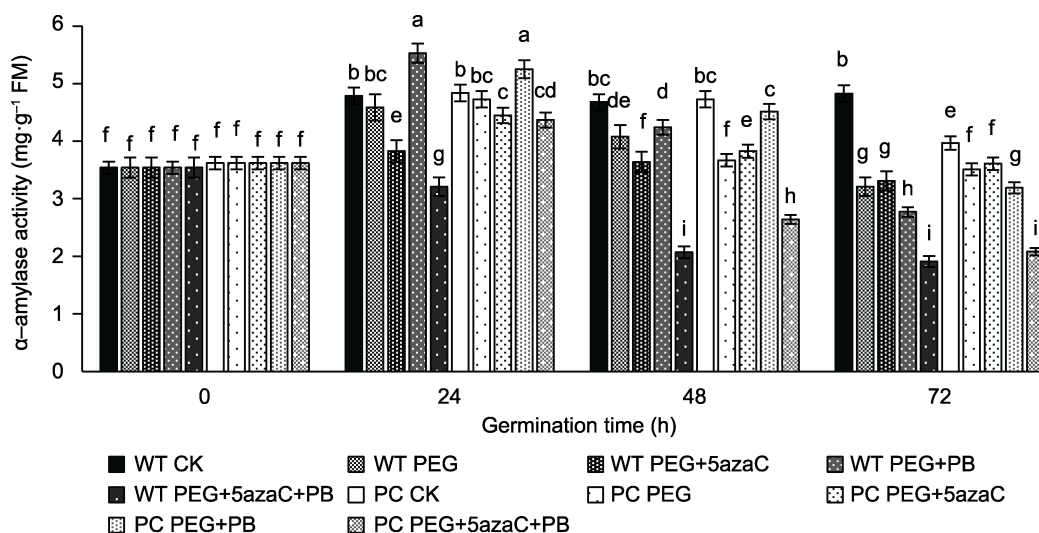 6
5
4
3
2
1
0
α–amylase activity (mg·g⁻¹ FM)
f f f f f f f f f f
b bc e a g b bc c a cd
bc de f d i bc f e c h
g g h i e f f g i
0 24 48 72
Germination time (h)
WT CK WT PEG WT PEG+5azaC WT PEG+PB
WT PEG+5azaC+PB PC CK PC PEG PC PEG+5azaC
PC PEG+PB PC PEG+5azaC+PB